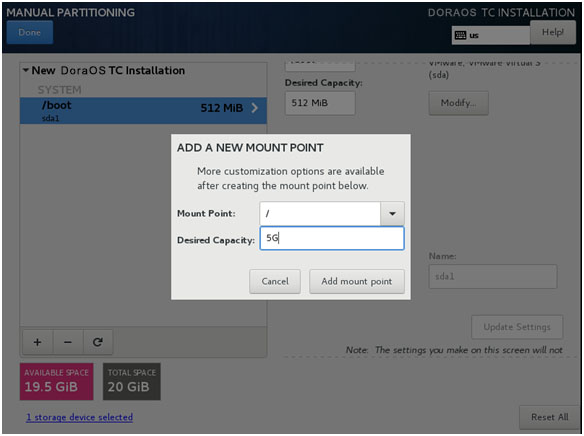 MANUAL PARTITIONING
DORAOS TC INSTALLATION
Done
us
Help!
New DoraOS TC Installation
SYSTEM
/boot
512 MiB
sda1
Desired Capacity:
512 MiB
VMware, VMware Virtual S
(sda)
Modify...
ADD A NEW MOUNT POINT
More customization options are available
after creating the mount point below.
Mount Point:
/
Desired Capacity:
5G
Cancel
Add mount point
Name:
sda1
Update Settings
Note: The settings you make on this screen will not
+ −
AVAILABLE SPACE
19.5 GiB
TOTAL SPACE
20 GiB
1 storage device selected
Reset All